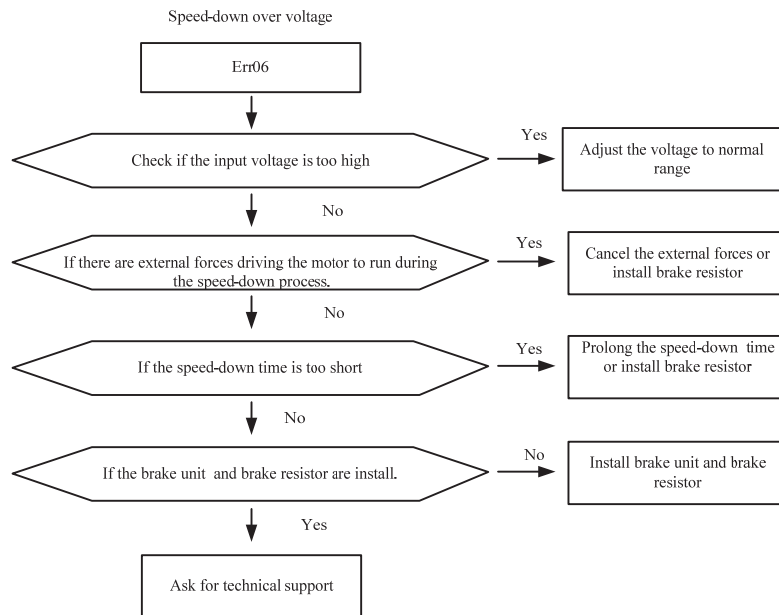 Speed-down over voltage
Err06
Check if the input voltage is too high
Yes
Adjust the voltage to normal
range
No
If there are external forces driving the motor to run during
the speed-down process.
Yes
Cancel the external forces or
install brake resistor
No
If the speed-down time is too short
Yes
Prolong the speed-down time
or install brake resistor
No
If the brake unit and brake resistor are install.
No
Install brake unit and brake
resistor
Yes
Ask for technical support